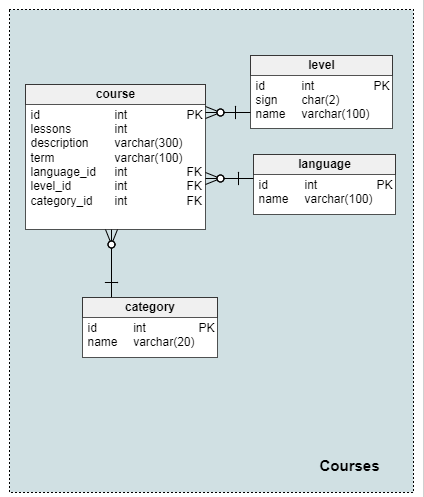 course
id int PK
lessons int
description varchar(300)
term varchar(100)
language_id int FK
level_id int FK
category_id int FK
level
id int PK
sign char(2)
name varchar(100)
language
id int PK
name varchar(100)
category
id int PK
name varchar(20)
Courses